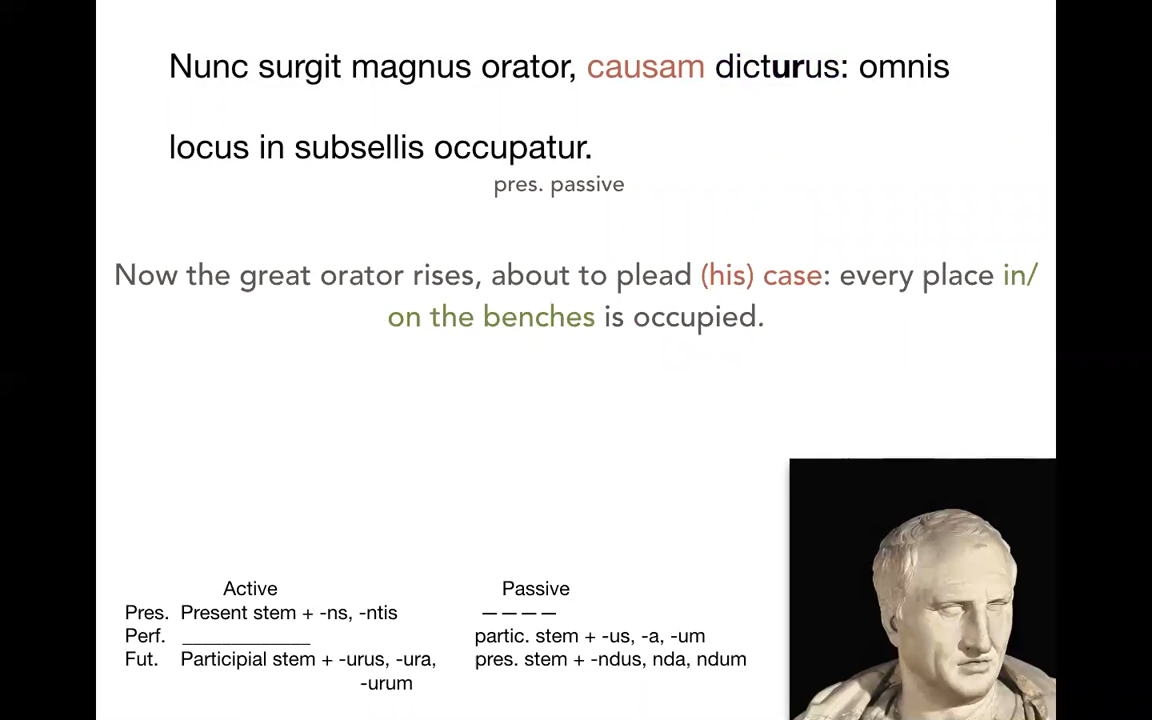 Nunc surgit magnus orator, causam dicturus: omnis
locus in subsellis occupatur.
pres. passive
Now the great orator rises, about to plead (his) case: every place in/
on the benches is occupied.
Active Passive
Pres. Present stem + -ns, -ntis ————
Perf. ____________ partic. stem + -us, -a, -um
Fut. Participial stem + -urus, -ura, pres. stem + -ndus, nda, ndum
-urum